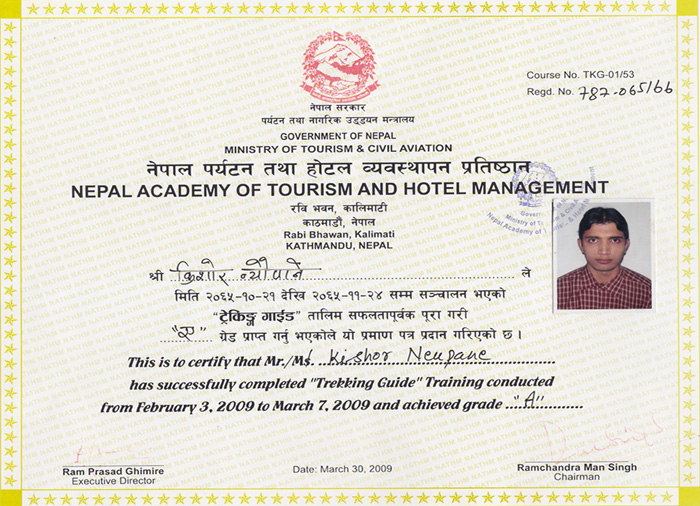 Course No. TKG-01/53
Regd. No. 787-065/66
नेपाल सरकार
पर्यटन तथा नागरिक उड्डयन मन्त्रालय
GOVERNMENT OF NEPAL
MINISTRY OF TOURISM & CIVIL AVIATION
नेपाल पर्यटन तथा होटल व्यवस्थापन प्रतिष्ठान
NEPAL ACADEMY OF TOURISM AND HOTEL MANAGEMENT
रवि भवन, कालिमाटी
काठमाडौं, नेपाल
Rabi Bhawan, Kalimati
KATHMANDU, NEPAL
श्री किशोर न्यौपाने ले
मिति २०६५-१०-२१ देखि २०६५-११-२४ सम्म सञ्चालन भएको
"ट्रेकिङ्ग गाईड" तालिम सफलतापूर्वक पूरा गरी
"ए" ग्रेड प्राप्त गर्नु भएकोले यो प्रमाण पत्र प्रदान गरिएको छ ।
This is to certify that Mr./Ms. Kishor Neupane
has successfully completed "Trekking Guide" Training conducted
from February 3, 2009 to March 7, 2009 and achieved grade "A"
Ram Prasad Ghimire
Executive Director
Date: March 30, 2009
Ramchandra Man Singh
Chairman